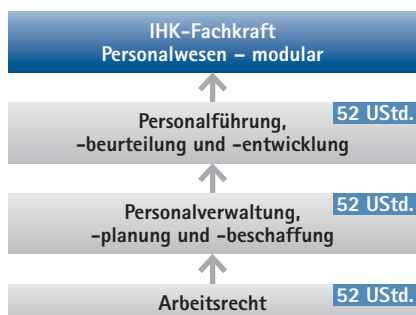 IHK-Fachkraft
Personalwesen – modular
52 UStd.
Personalführung,
-beurteilung und -entwicklung
52 UStd.
Personalverwaltung,
-planung und -beschaffung
52 UStd.
Arbeitsrecht